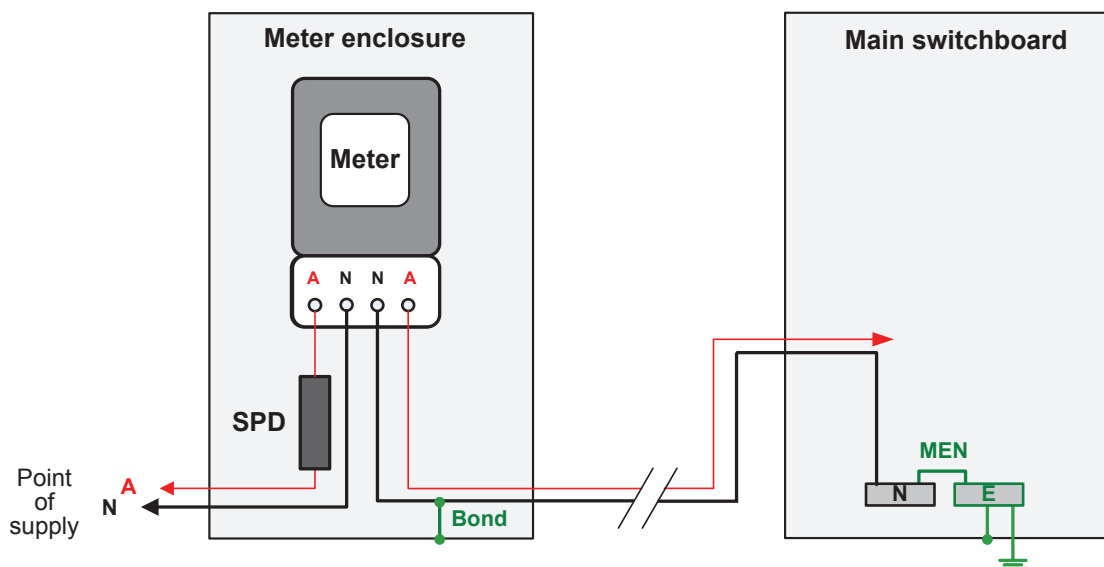 Meter enclosure
Main switchboard
Meter
A N N A
SPD
MEN
Point
of
supply
A
N
Bond
N
E